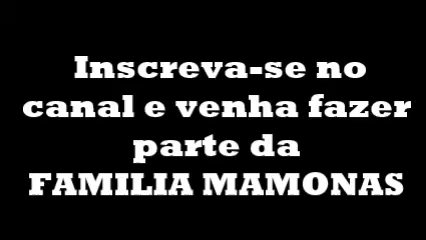 Inscreva-se no
canal e venha fazer
parte da
FAMILIA MAMONAS